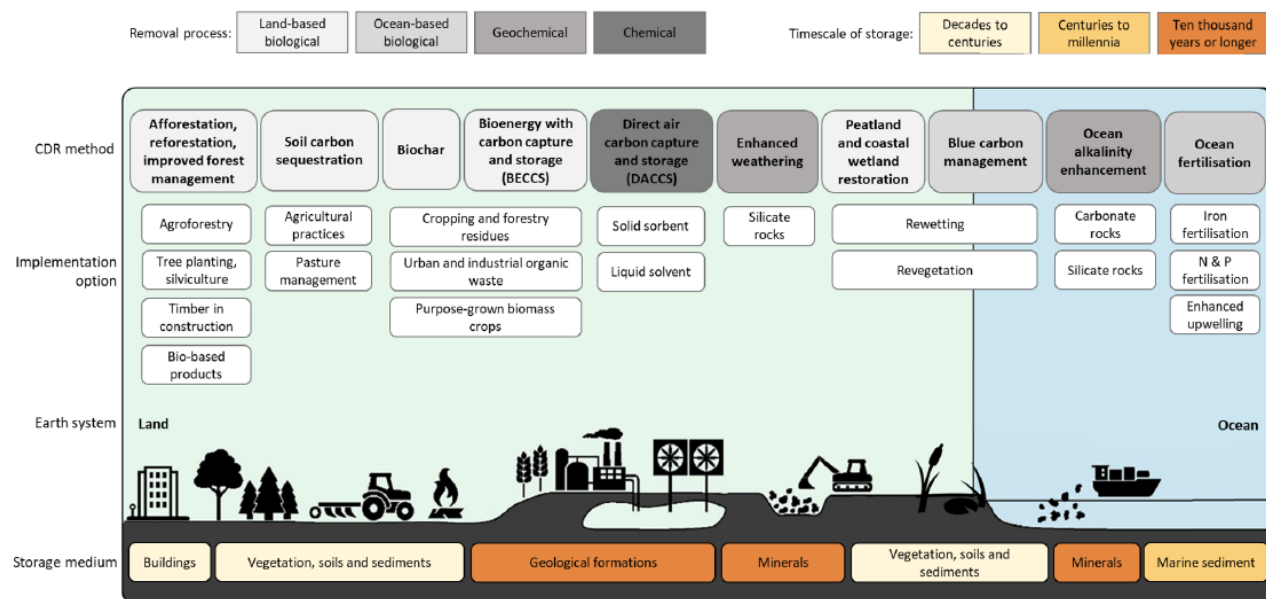 Removal process:
Land-based
biological
Ocean-based
biological
Geochemical
Chemical
Timescale of storage:
Decades to
centuries
Centuries to
millennia
Ten thousand
years or longer
CDR method
Afforestation,
reforestation,
improved forest
management
Soil carbon
sequestration
Biochar
Bioenergy with
carbon capture
and storage
(BECCS)
Direct air
carbon capture
and storage
(DACCS)
Enhanced
weathering
Peatland
and coastal
wetland
restoration
Blue carbon
management
Ocean
alkalinity
enhancement
Ocean
fertilisation
Implementation
option
Agroforestry
Tree planting,
silviculture
Timber in
construction
Bio-based
products
Agricultural
practices
Pasture
management
Cropping and forestry
residues
Urban and industrial organic
waste
Purpose-grown biomass
crops
Solid sorbent
Liquid solvent
Silicate
rocks
Rewetting
Revegetation
Carbonate
rocks
Silicate rocks
Iron
fertilisation
N & P
fertilisation
Enhanced
upwelling
Earth system
Land
Ocean
Storage medium
Buildings
Vegetation, soils and sediments
Geological formations
Minerals
Vegetation, soils and
sediments
Minerals
Marine sediment